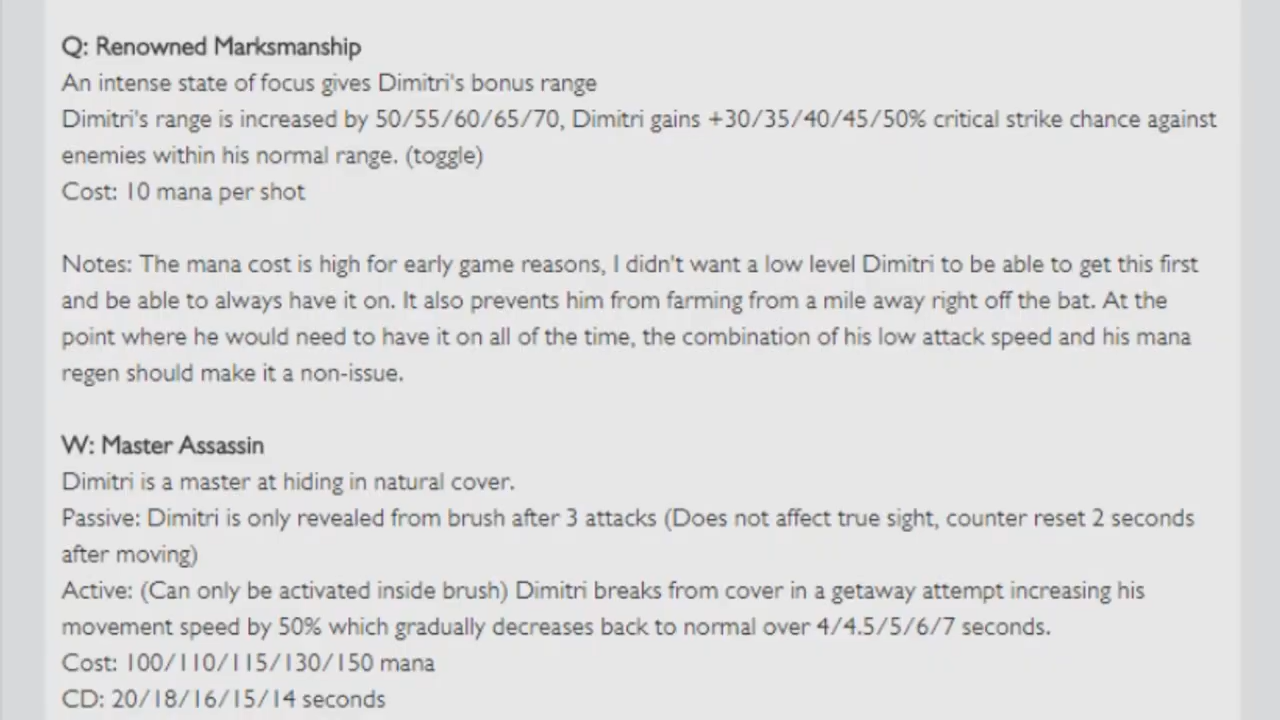 Q: Renowned Marksmanship
An intense state of focus gives Dimitri's bonus range
Dimitri's range is increased by 50/55/60/65/70, Dimitri gains +30/35/40/45/50% critical strike chance against
enemies within his normal range. (toggle)
Cost: 10 mana per shot
Notes: The mana cost is high for early game reasons, I didn't want a low level Dimitri to be able to get this first
and be able to always have it on. It also prevents him from farming from a mile away right off the bat. At the
point where he would need to have it on all of the time, the combination of his low attack speed and his mana
regen should make it a non-issue.
W: Master Assassin
Dimitri is a master at hiding in natural cover.
Passive: Dimitri is only revealed from brush after 3 attacks (Does not affect true sight, counter reset 2 seconds
after moving)
Active: (Can only be activated inside brush) Dimitri breaks from cover in a getaway attempt increasing his
movement speed by 50% which gradually decreases back to normal over 4/4.5/5/6/7 seconds.
Cost: 100/110/115/130/150 mana
CD: 20/18/16/15/14 seconds